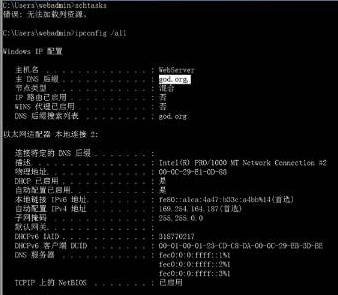 C:\Users\webadmin>schtasks
错误: 无法加载列资源。
C:\Users\webadmin>ipconfig /all
Windows IP 配置
主机名 . . . . . . . . . . . . . : WebServer
主 DNS 后缀 . . . . . . . . . . . : god.org
节点类型 . . . . . . . . . . . . : 混合
IP 路由已启用 . . . . . . . . . . : 否
WINS 代理已启用 . . . . . . . . . : 否
DNS 后缀搜索列表 . . . . . . . . : god.org
以太网适配器 本地连接 2:
连接特定的 DNS 后缀 . . . . . . . :
描述. . . . . . . . . . . . . . . : Intel(R) PRO/1000 MT Network Connection #2
物理地址. . . . . . . . . . . . . : 00-0C-29-E1-0D-88
DHCP 已启用 . . . . . . . . . . . : 是
自动配置已启用. . . . . . . . . . : 是
本地链接 IPv6 地址. . . . . . . . :
自动配置 IPv4 地址 . . . . . . . : 169.254.164.187(首选)
子网掩码 . . . . . . . . . . . . : 255.255.0.0
默认网关. . . . . . . . . . . . . :
DHCPv6 IAID . . . . . . . . . . . : 318770217
DHCPv6 客户端 DUID . . . . . . . : 00-01-00-01-23-CD-C8-DA-00-0C-29-EB-3D-BE
DNS 服务器 . . . . . . . . . . . : fec0:0:0:ffff::1%1
fec0:0:0:ffff::2%1
fec0:0:0:ffff::3%1
TCPIP 上的 NetBIOS . . . . . . . : 已启用